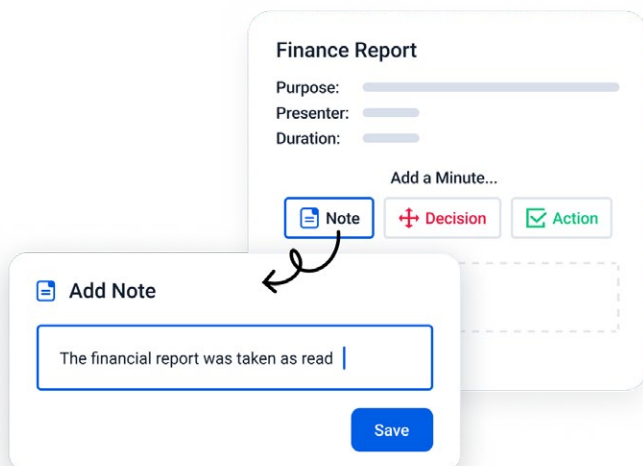 Finance Report
Purpose:
Presenter:
Duration:
Add a Minute...
Note
Decision
Action
Add Note
The financial report was taken as read
Save